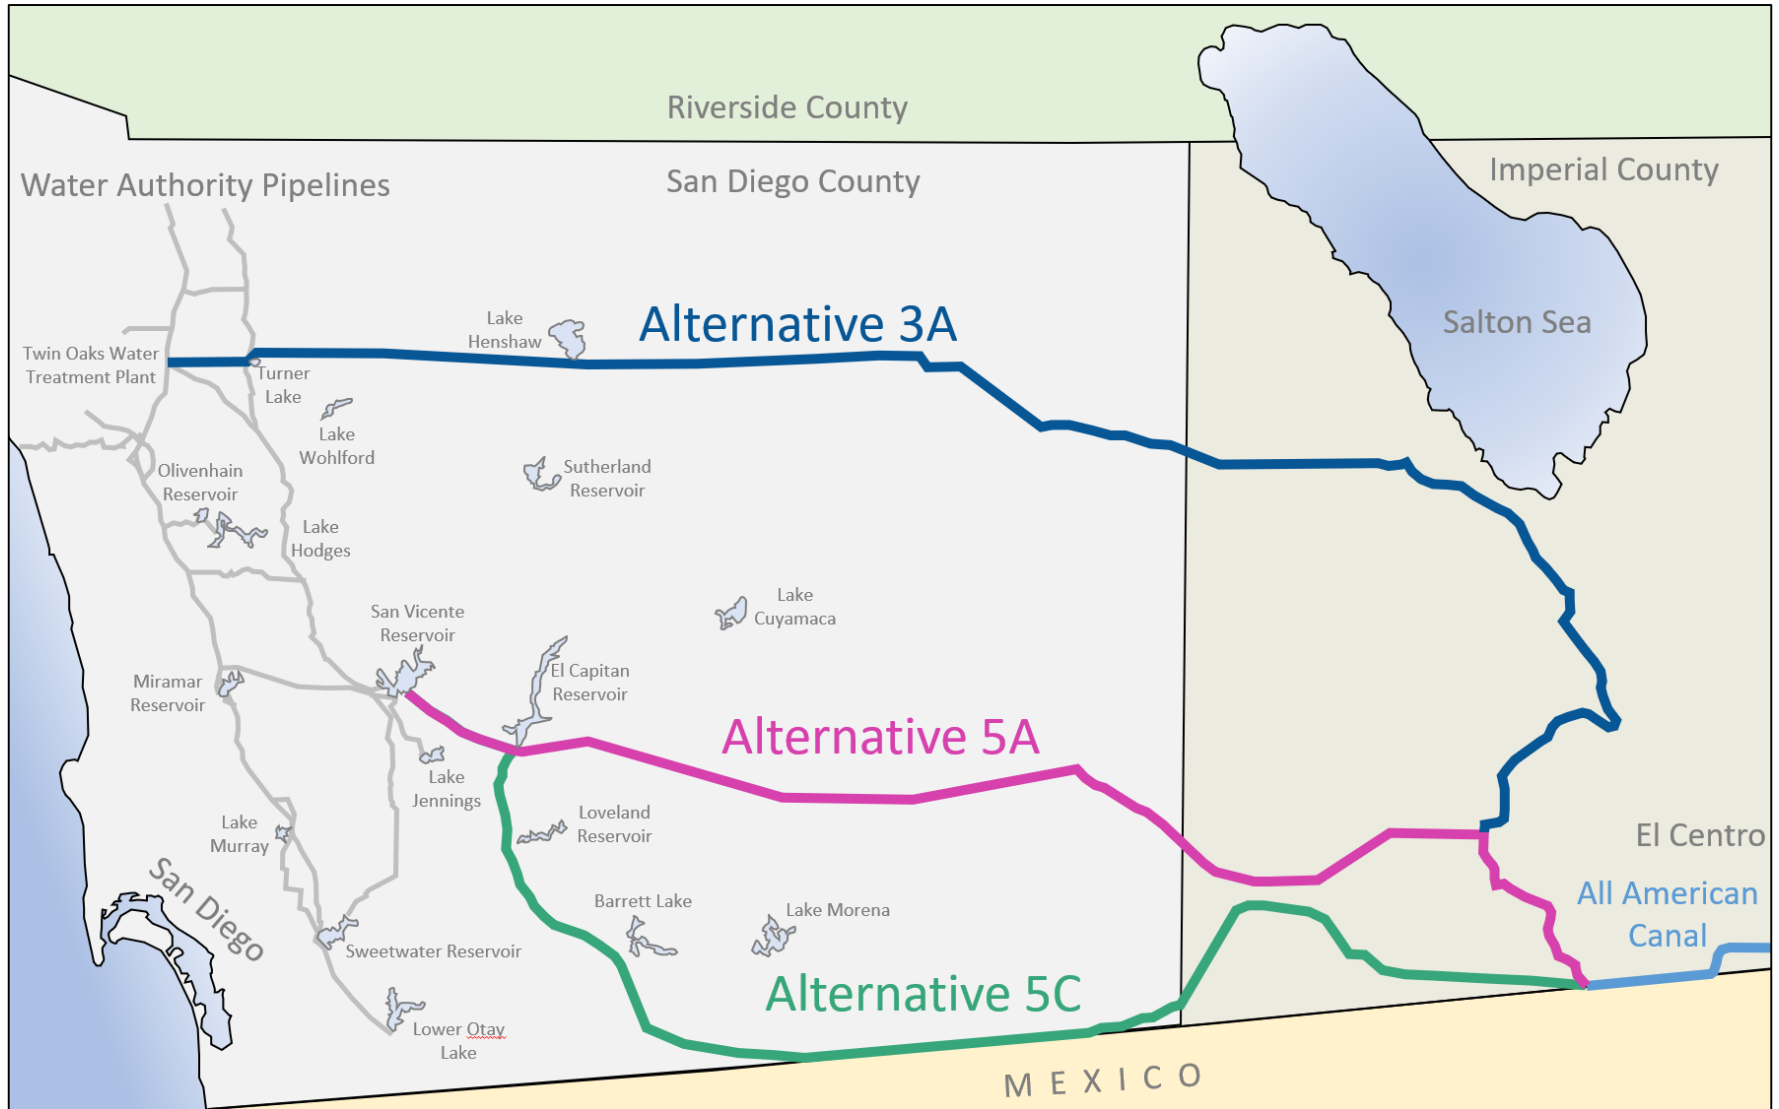 Riverside County
Imperial County
Water Authority Pipelines
San Diego County
Lake
Henshaw
Alternative 3A
Salton Sea
Twin Oaks Water
Treatment Plant
Turner
Lake
Lake
Wohlford
Olivenhain
Reservoir
Sutherland
Reservoir
Lake
Hodges
San Vicente
Reservoir
Lake
Cuyamaca
Miramar
Reservoir
El Capitan
Reservoir
Alternative 5A
Lake
Jennings
Loveland
Reservoir
Lake
Murray
El Centro
San Diego
Barrett Lake
Lake Morena
All American
Canal
Sweetwater Reservoir
Alternative 5C
Lower Otay
Lake
MEXICO